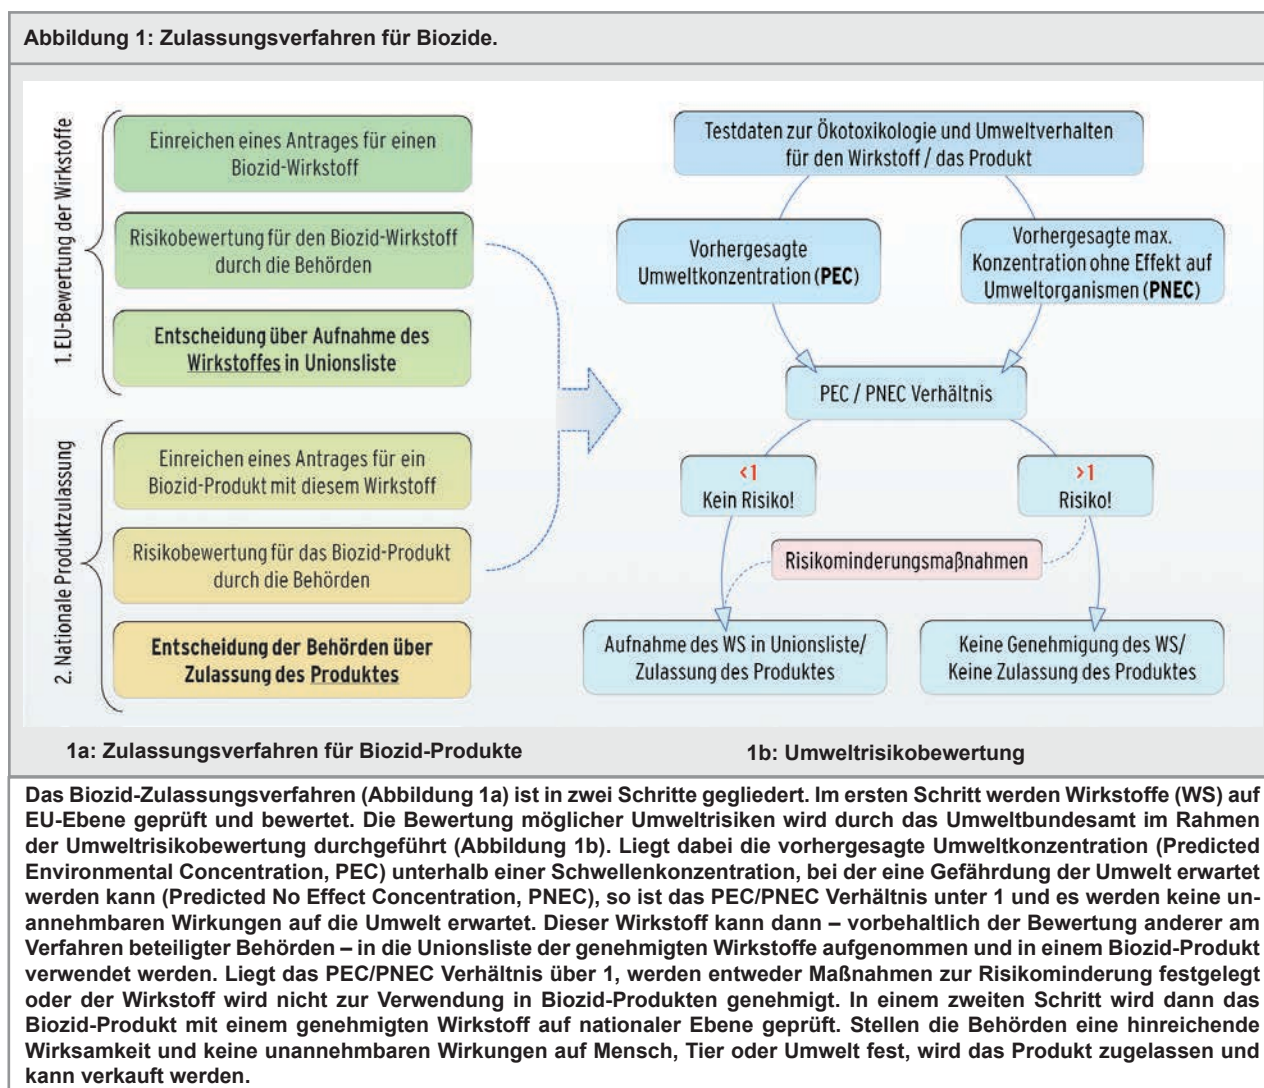 Abbildung 1: Zulassungsverfahren für Biozide.
1. EU-Bewertung der Wirkstoffe
Einreichen eines Antrages für einen
Biozid-Wirkstoff
Risikobewertung für den Biozid-Wirkstoff
durch die Behörden
Entscheidung über Aufnahme des
Wirkstoffes in Unionsliste
2. Nationale Produktzulassung
Einreichen eines Antrages für ein
Biozid-Produkt mit diesem Wirkstoff
Risikobewertung für das Biozid-Produkt
durch die Behörden
Entscheidung der Behörden über
Zulassung des Produktes
1a: Zulassungsverfahren für Biozid-Produkte
Testdaten zur Ökotoxikologie und Umweltverhalten
für den Wirkstoff / das Produkt
Vorhergesagte
Umweltkonzentration (PEC)
Vorhergesagte max.
Konzentration ohne Effekt auf
Umweltorganismen (PNEC)
PEC / PNEC Verhältnis
<1
Kein Risiko!
>1
Risiko!
Risikominderungsmaßnahmen
Aufnahme des WS in Unionsliste/
Zulassung des Produktes
Keine Genehmigung des WS/
Keine Zulassung des Produktes
1b: Umweltrisikobewertung
Das Biozid-Zulassungsverfahren (Abbildung 1a) ist in zwei Schritte gegliedert. Im ersten Schritt werden Wirkstoffe (WS) auf
EU-Ebene geprüft und bewertet. Die Bewertung möglicher Umweltrisiken wird durch das Umweltbundesamt im Rahmen
der Umweltrisikobewertung durchgeführt (Abbildung 1b). Liegt dabei die vorhergesagte Umweltkonzentration (Predicted
Environmental Concentration, PEC) unterhalb einer Schwellenkonzentration, bei der eine Gefährdung der Umwelt erwartet
werden kann (Predicted No Effect Concentration, PNEC), so ist das PEC/PNEC Verhältnis unter 1 und es werden keine un-
annehmbaren Wirkungen auf die Umwelt erwartet. Dieser Wirkstoff kann dann – vorbehaltlich der Bewertung anderer am
Verfahren beteiligter Behörden – in die Unionsliste der genehmigten Wirkstoffe aufgenommen und in einem Biozid-Produkt
verwendet werden. Liegt das PEC/PNEC Verhältnis über 1, werden entweder Maßnahmen zur Risikominderung festgelegt
oder der Wirkstoff wird nicht zur Verwendung in Biozid-Produkten genehmigt. In einem zweiten Schritt wird dann das
Biozid-Produkt mit einem genehmigten Wirkstoff auf nationaler Ebene geprüft. Stellen die Behörden eine hinreichende
Wirksamkeit und keine unannehmbaren Wirkungen auf Mensch, Tier oder Umwelt fest, wird das Produkt zugelassen und
kann verkauft werden.